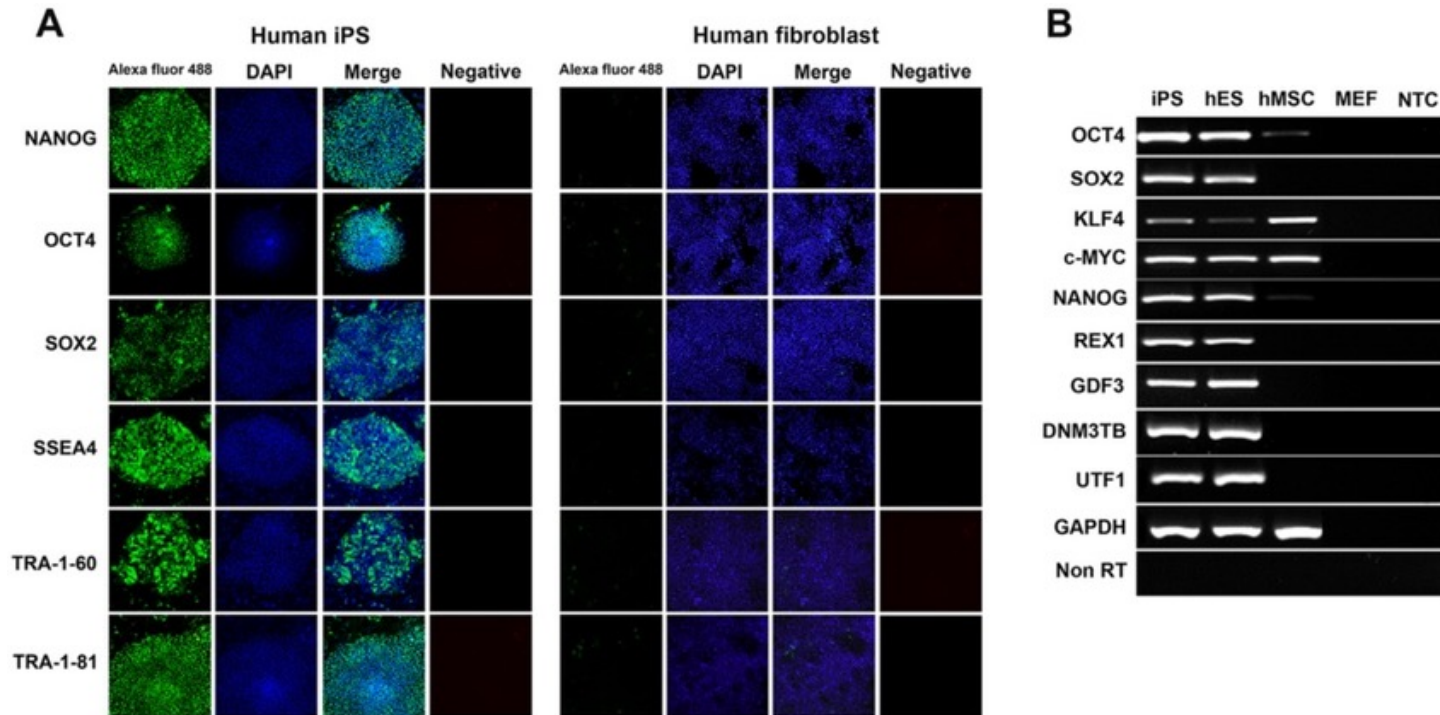 A
Human iPS
Human fibroblast
Alexa fluor 488 DAPI Merge Negative
Alexa fluor 488 DAPI Merge Negative
NANOG
OCT4
SOX2
SSEA4
TRA-1-60
TRA-1-81
B
iPS hES hMSC MEF NTC
OCT4
SOX2
KLF4
c-MYC
NANOG
REX1
GDF3
DNM3TB
UTF1
GAPDH
Non RT